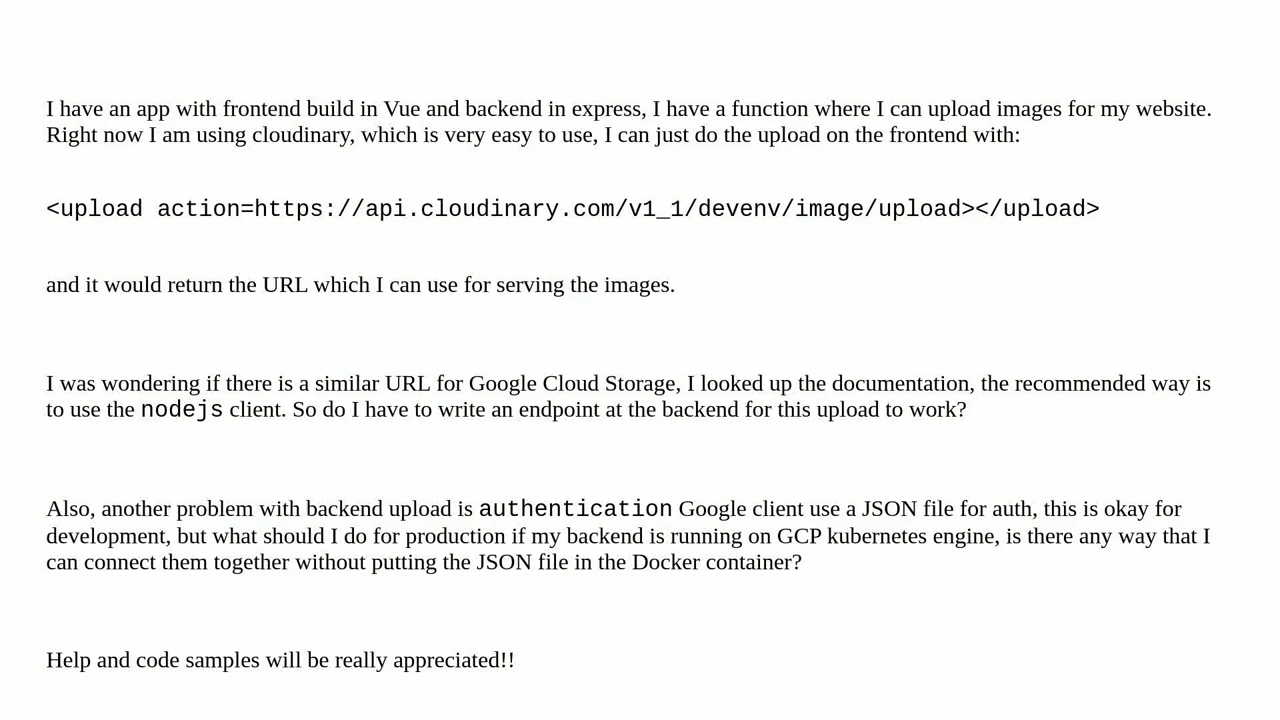 I have an app with frontend build in Vue and backend in express, I have a function where I can upload images for my website.
Right now I am using cloudinary, which is very easy to use, I can just do the upload on the frontend with:
<upload action=https://api.cloudinary.com/v1_1/devenv/image/upload></upload>
and it would return the URL which I can use for serving the images.
I was wondering if there is a similar URL for Google Cloud Storage, I looked up the documentation, the recommended way is
to use the nodejs client. So do I have to write an endpoint at the backend for this upload to work?
Also, another problem with backend upload is authentication Google client use a JSON file for auth, this is okay for
development, but what should I do for production if my backend is running on GCP kubernetes engine, is there any way that I
can connect them together without putting the JSON file in the Docker container?
Help and code samples will be really appreciated!!